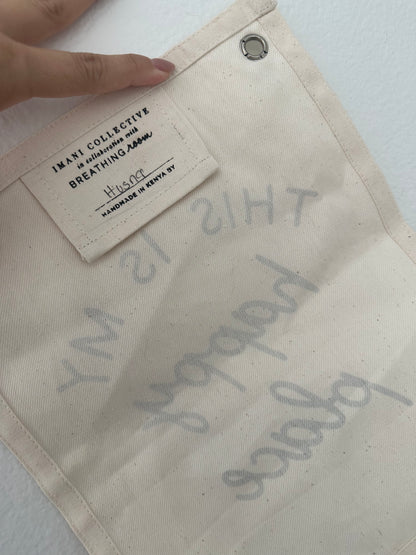 IMANI COLLECTIVE
in collaboration with
BREATHING room
Husna
HANDMADE IN KENYA BY
THIS IS MY
happy
place